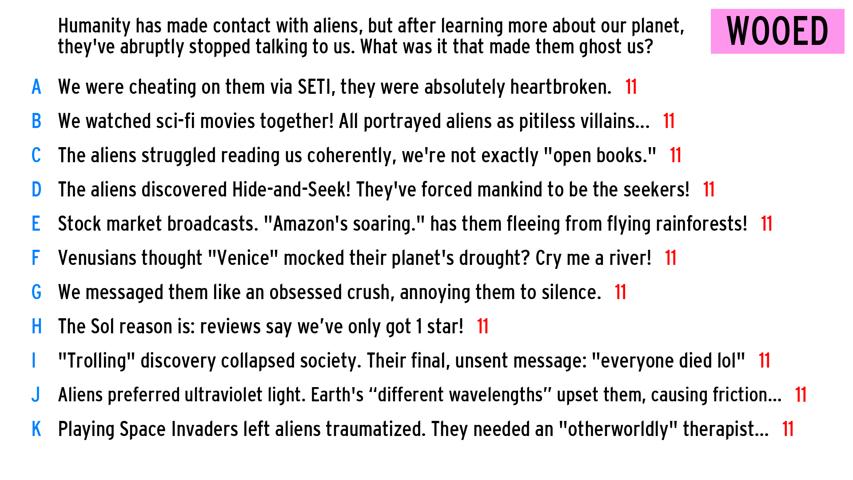 Humanity has made contact with aliens, but after learning more about our planet,
they've abruptly stopped talking to us. What was it that made them ghost us?
WOOED
A We were cheating on them via SETI, they were absolutely heartbroken. 11
B We watched sci-fi movies together! All portrayed aliens as pitiless villains... 11
C The aliens struggled reading us coherently, we're not exactly "open books." 11
D The aliens discovered Hide-and-Seek! They've forced mankind to be the seekers! 11
E Stock market broadcasts. "Amazon's soaring." has them fleeing from flying rainforests! 11
F Venusians thought "Venice" mocked their planet's drought? Cry me a river! 11
G We messaged them like an obsessed crush, annoying them to silence. 11
H The Sol reason is: reviews say we’ve only got 1 star! 11
I "Trolling" discovery collapsed society. Their final, unsent message: "everyone died lol" 11
J Aliens preferred ultraviolet light. Earth's “different wavelengths” upset them, causing friction... 11
K Playing Space Invaders left aliens traumatized. They needed an "otherworldly" therapist... 11